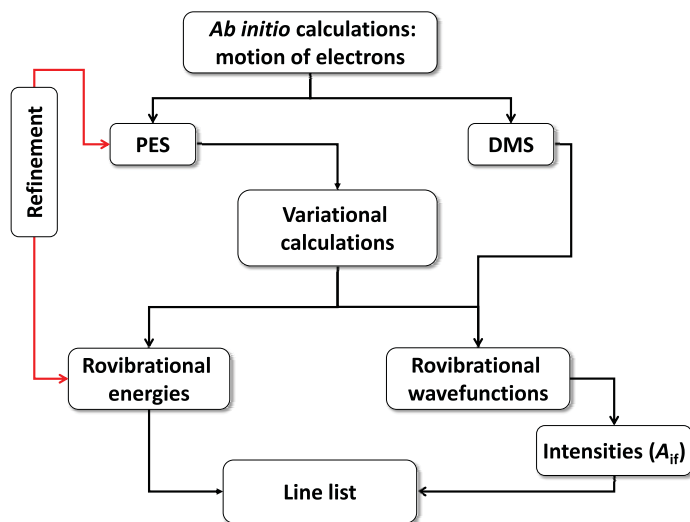 Ab initio calculations:
motion of electrons
Refinement
PES
DMS
Variational
calculations
Rovibrational
energies
Rovibrational
wavefunctions
Intensities (Aif)
Line list